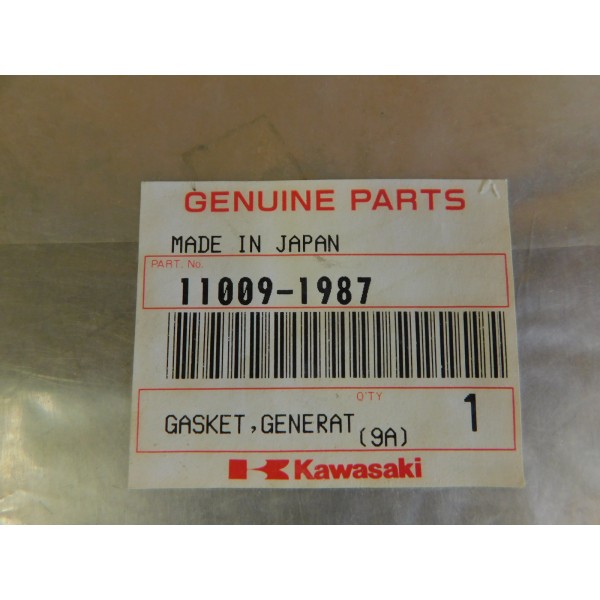 GENUINE PARTS
MADE IN JAPAN
PART. No.
11009-1987
Q'TY
GASKET,GENERAT (9A) 1
Kawasaki